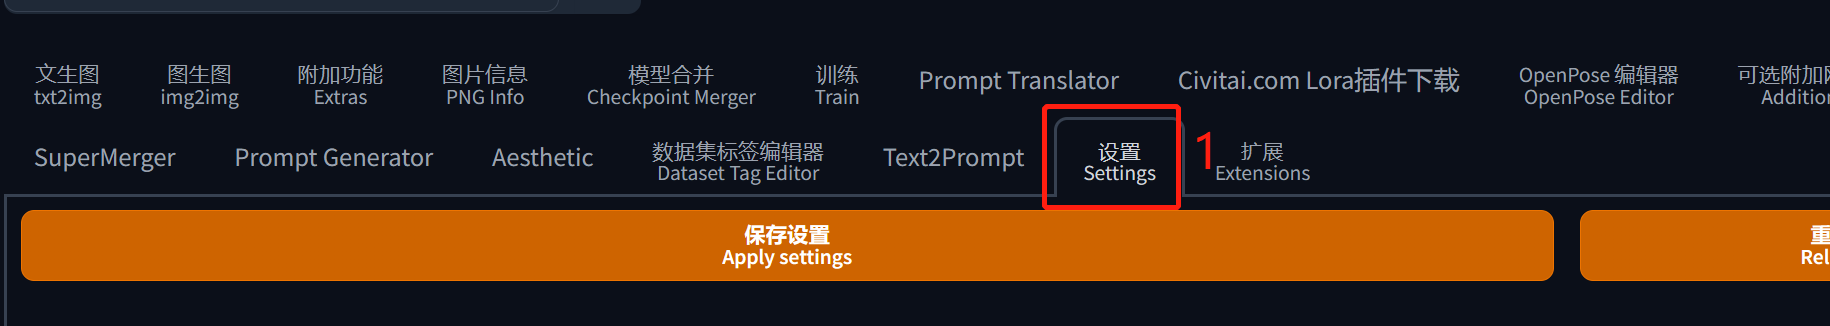 文生图
txt2img
图生图
img2img
附加功能
Extras
图片信息
PNG Info
模型合并
Checkpoint Merger
训练
Train
Prompt Translator
Civitai.com Lora插件下载
OpenPose 编辑器
OpenPose Editor
可选附加
Addition
SuperMerger
Prompt Generator
Aesthetic
数据集标签编辑器
Dataset Tag Editor
Text2Prompt
设置
Settings
1
扩展
Extensions
保存设置
Apply settings
重
Rel